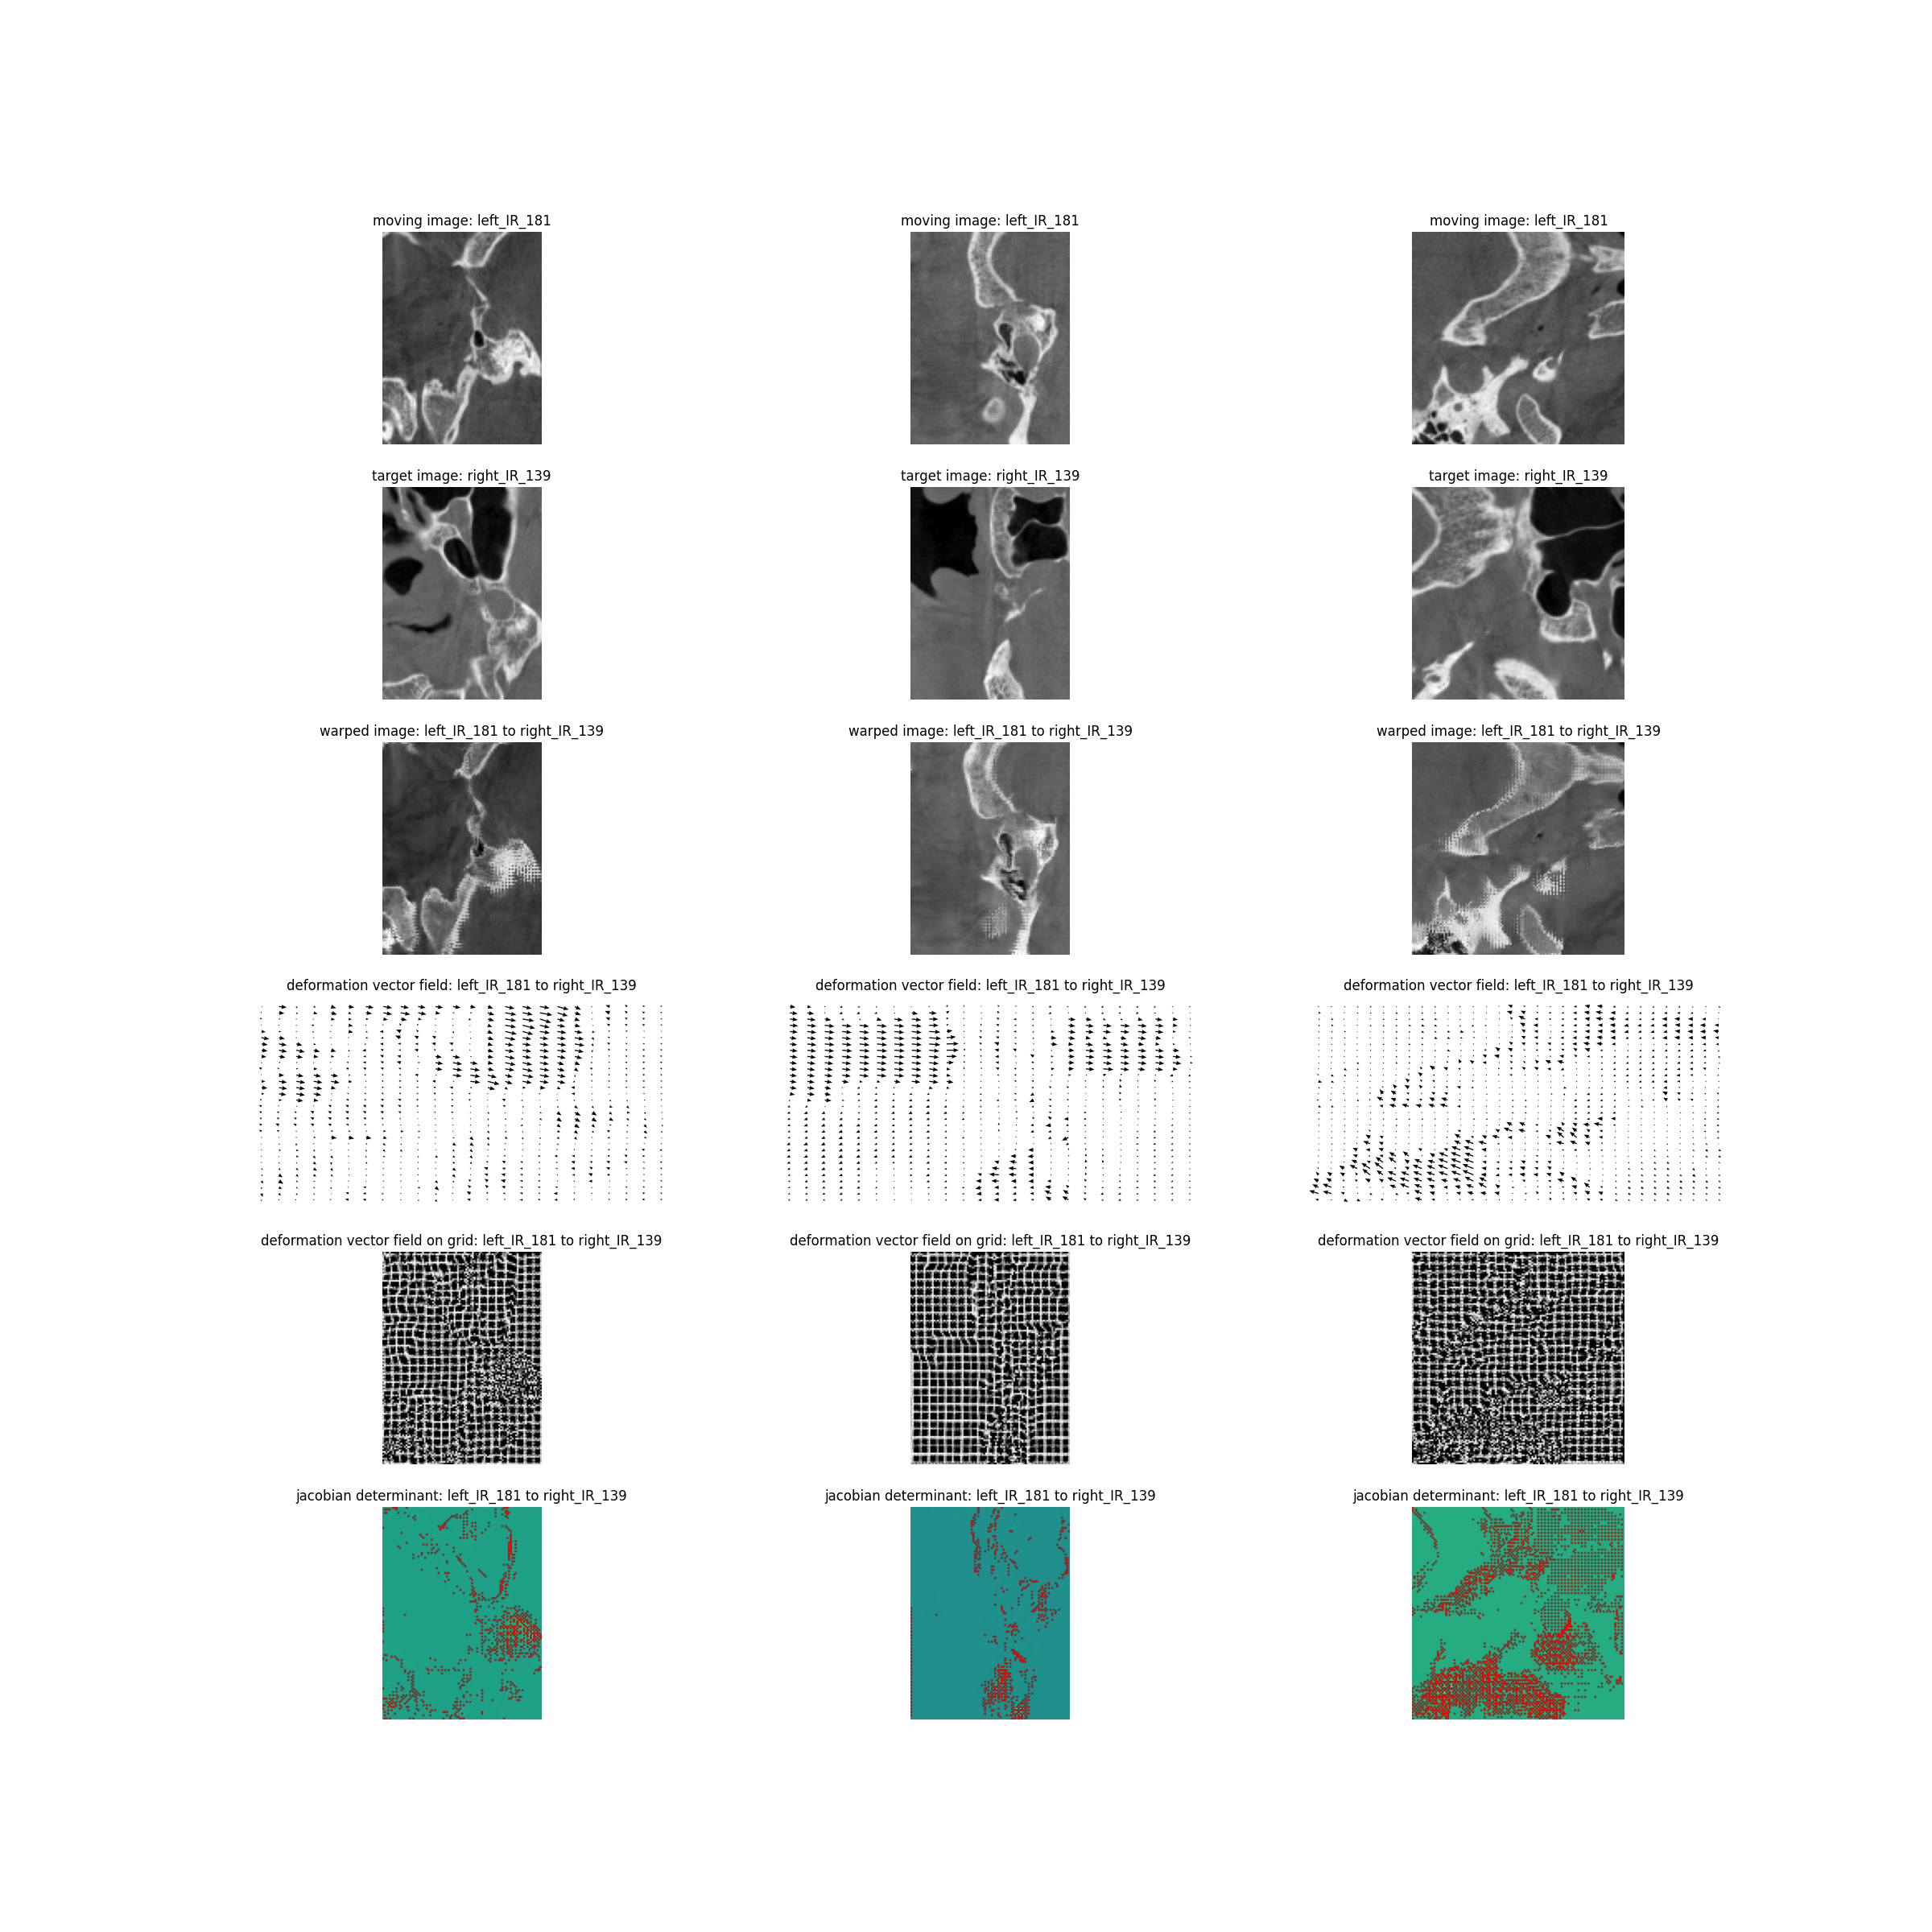 moving image: left_IR_181
moving image: left_IR_181
moving image: left_IR_181
target image: right_IR_139
target image: right_IR_139
target image: right_IR_139
warped image: left_IR_181 to right_IR_139
warped image: left_IR_181 to right_IR_139
warped image: left_IR_181 to right_IR_139
deformation vector field: left_IR_181 to right_IR_139
deformation vector field: left_IR_181 to right_IR_139
deformation vector field: left_IR_181 to right_IR_139
deformation vector field on grid: left_IR_181 to right_IR_139
deformation vector field on grid: left_IR_181 to right_IR_139
deformation vector field on grid: left_IR_181 to right_IR_139
jacobian determinant: left_IR_181 to right_IR_139
jacobian determinant: left_IR_181 to right_IR_139
jacobian determinant: left_IR_181 to right_IR_139